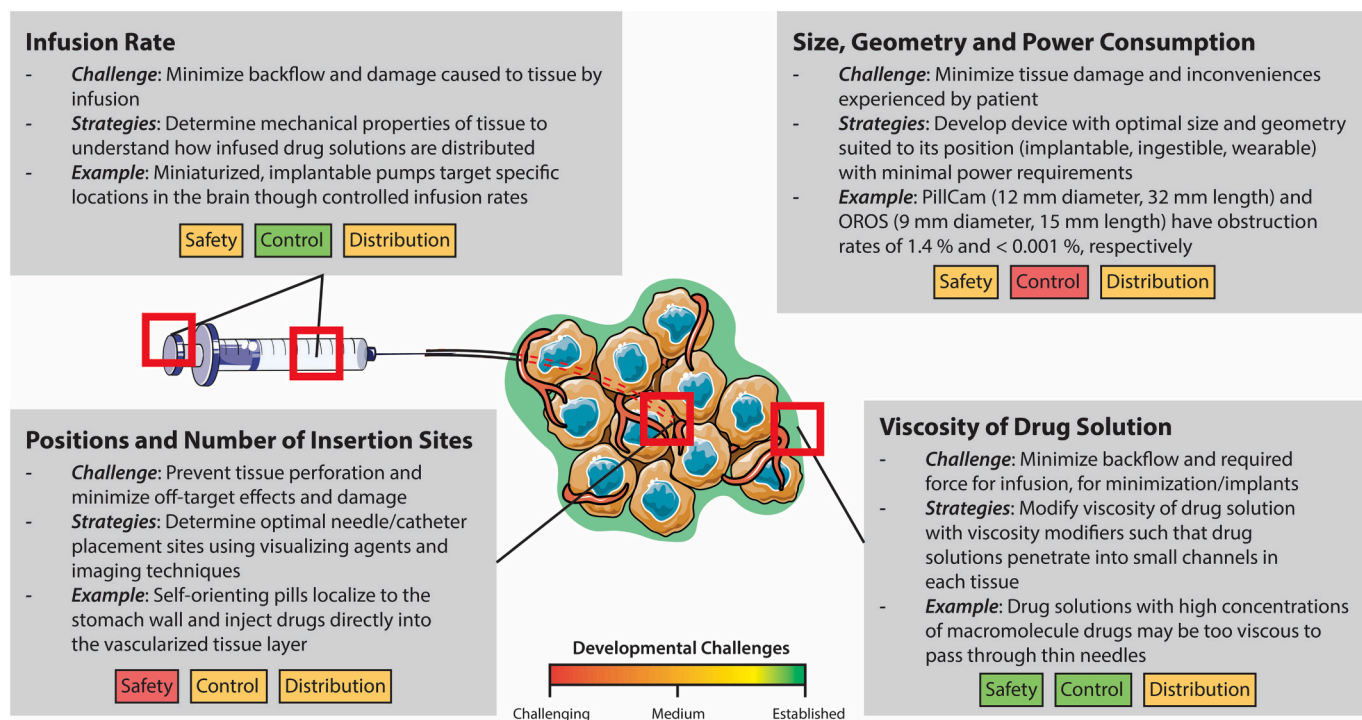 Infusion Rate
- Challenge: Minimize backflow and damage caused to tissue by
infusion
- Strategies: Determine mechanical properties of tissue to
understand how infused drug solutions are distributed
- Example: Miniaturized, implantable pumps target specific
locations in the brain though controlled infusion rates
Safety Control Distribution
Size, Geometry and Power Consumption
- Challenge: Minimize tissue damage and inconveniences
experienced by patient
- Strategies: Develop device with optimal size and geometry
suited to its position (implantable, ingestible, wearable)
with minimal power requirements
- Example: PillCam (12 mm diameter, 32 mm length) and
OROS (9 mm diameter, 15 mm length) have obstruction
rates of 1.4 % and < 0.001 %, respectively
Safety Control Distribution
Positions and Number of Insertion Sites
- Challenge: Prevent tissue perforation and
minimize off-target effects and damage
- Strategies: Determine optimal needle/catheter
placement sites using visualizing agents and
imaging techniques
- Example: Self-orienting pills localize to the
stomach wall and inject drugs directly into
the vascularized tissue layer
Safety Control Distribution
Viscosity of Drug Solution
- Challenge: Minimize backflow and required
force for infusion, for minimization/implants
- Strategies: Modify viscosity of drug solution
with viscosity modifiers such that drug
solutions penetrate into small channels in
each tissue
- Example: Drug solutions with high concentrations
of macromolecule drugs may be too viscous to
pass through thin needles
Safety Control Distribution
Developmental Challenges
Challenging Medium Established